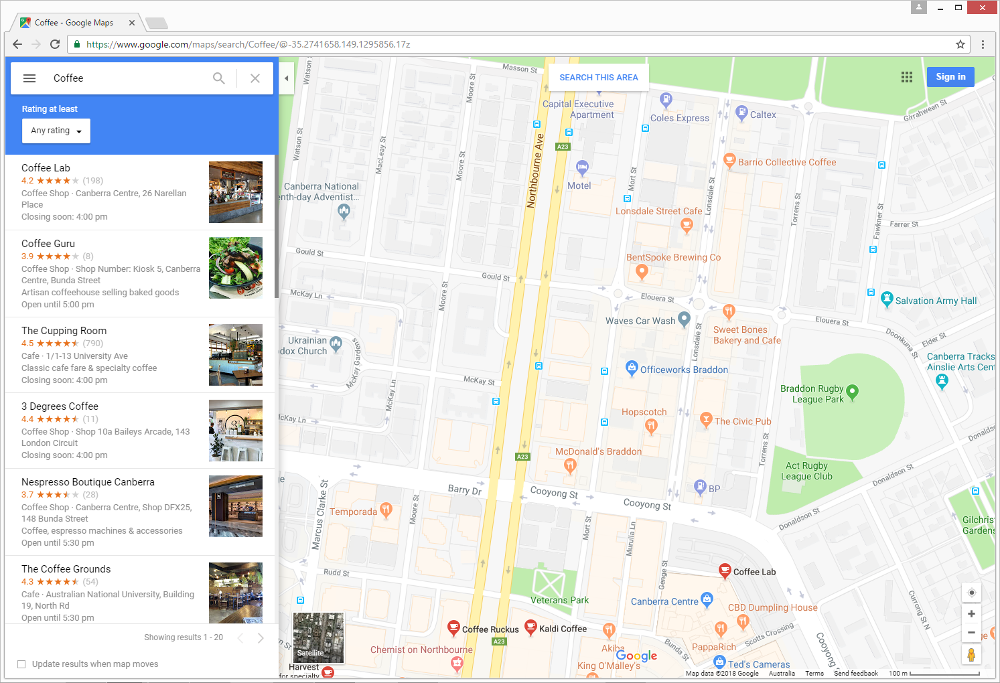 Coffee - Google Maps
https://www.google.com/maps/search/Coffee/@-35.2741658,149.1295856,17z
Coffee
Rating at least
Any rating
Coffee Lab
4.2 (198)
Coffee Shop · Canberra Centre, 26 Narellan
Place
Closing soon: 4:00 pm
Coffee Guru
3.9 (8)
Coffee Shop · Shop Number: Kiosk 5, Canberra
Centre, Bunda Street
Artisan coffeehouse selling baked goods
Open until 5:00 pm
The Cupping Room
4.5 (790)
Cafe · 1/1-13 University Ave
Classic cafe fare & specialty coffee
Closing soon: 4:00 pm
3 Degrees Coffee
4.4 (11)
Coffee Shop · Shop 10a Baileys Arcade, 143
London Circuit
Closing soon: 4:00 pm
Nespresso Boutique Canberra
3.7 (28)
Coffee Shop · Canberra Centre, Shop DFX25,
148 Bunda Street
Coffee, espresso machines & accessories
Open until 5:30 pm
The Coffee Grounds
4.3 (54)
Cafe · Australian National University, Building
19, North Rd
Open until 5:30 pm
Showing results 1 - 20
Update results when map moves
SEARCH THIS AREA
Sign in
Masson St
Watson St
Moore St
Capital Executive
Apartment
Coles Express
Caltex
Girrahween St
Watson St
MacLeay St
Moore St
Northbourne Ave
A23
Barrio Collective Coffee
Motel
Mort St
Lonsdale St
Torrens St
Canberra National
enth-day Adventist...
Lonsdale Street Cafe
Fawkner St
Farrer St
Gould St
BentSpoke Brewing Co
Gould St
McKay Ln
Moore St
Elouera St
Salvation Army Hall
Waves Car Wash
Elouera St
Sweet Bones
Bakery and Cafe
Doonkuna St
Elder St
Ukrainian
dox Church
McKay Gardens
Lonsdale St
Canberra Tracks
Ainslie Arts Cen
Officeworks Braddon
McKay St
McKay Ln
Braddon Rugby
League Park
Hopscotch
The Civic Pub
cKay Ln
Torrens St
McDonald's Braddon
A23
Act Rugby
League Club
Donaldson St
ge
Barry Dr
Cooyong St
BP
Cooyong St
Marcus Clarke St
Moore St
Temporada
Mort St
Murulla Ln
Donaldson St
Gilchris
Gardens
Rudd St
Genge St
Coffee Lab
Veterans Park
Canberra Centre
CBD Dumpling House
Currong St N
Coffee Ruckus
Kaldi Coffee
Scotts Crossing
A23
Akiba
PappaRich
Bunda St
Cooyong St
ge
Satellite
Chemist on Northbourne
Google
King O'Malley's
Ted's Cameras
Harvest
for specialty
Map data ©2018 Google
Australia
Terms
Send feedback
100 m